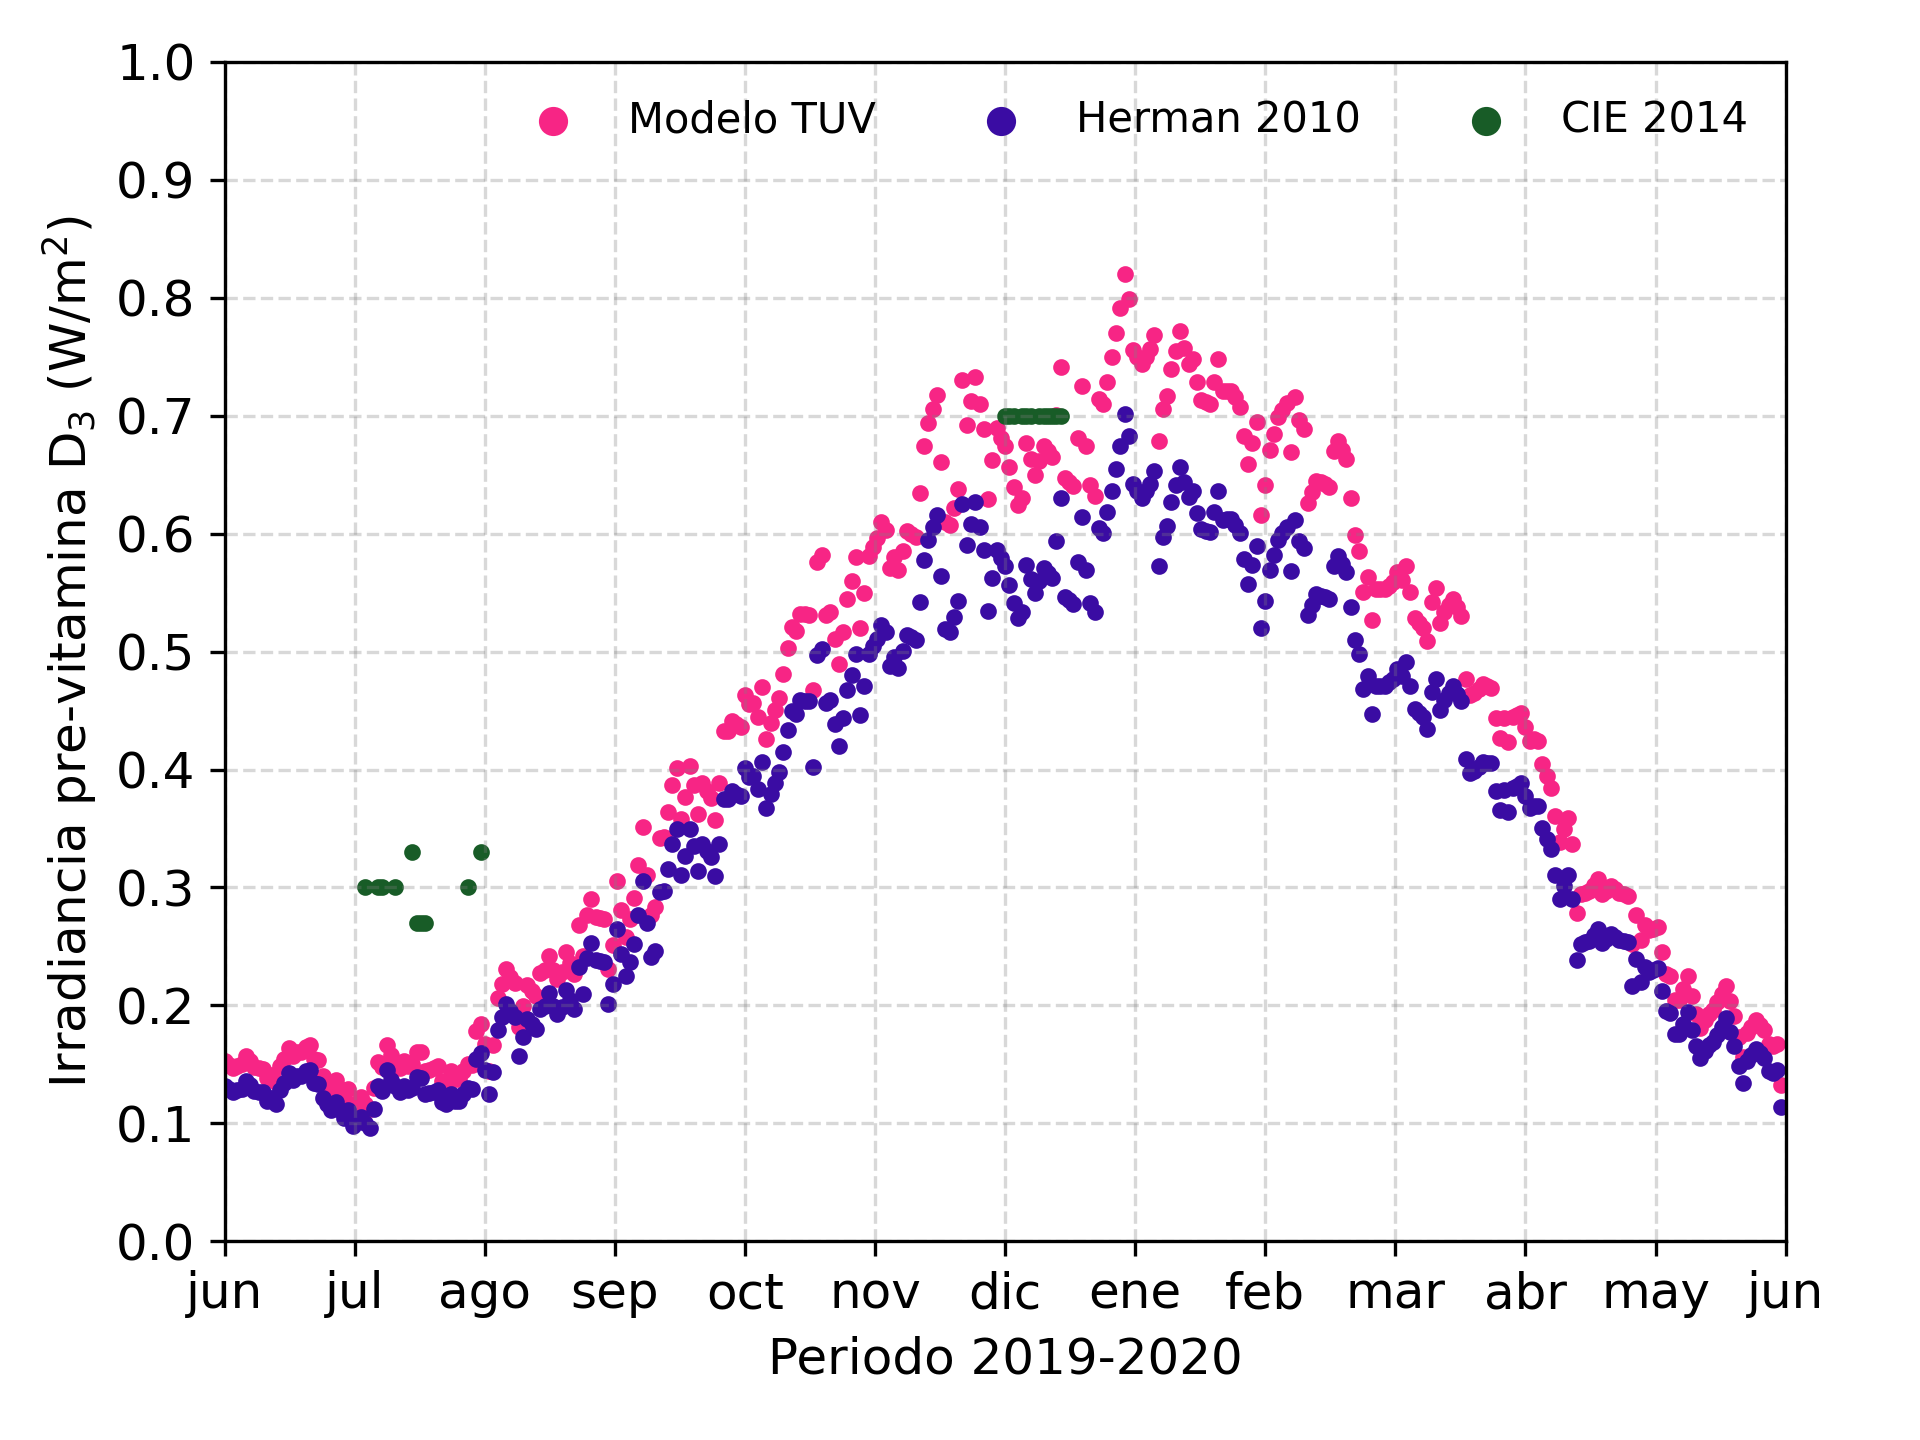 1.0
Modelo TUV Herman 2010 CIE 2014
0.9
0.8
0.7
0.6
0.5
0.4
0.3
0.2
0.1
0.0
Irradiancia pre-vitamina D₃ (W/m²)
jun jul ago sep oct nov dic ene feb mar abr may jun
Periodo 2019-2020